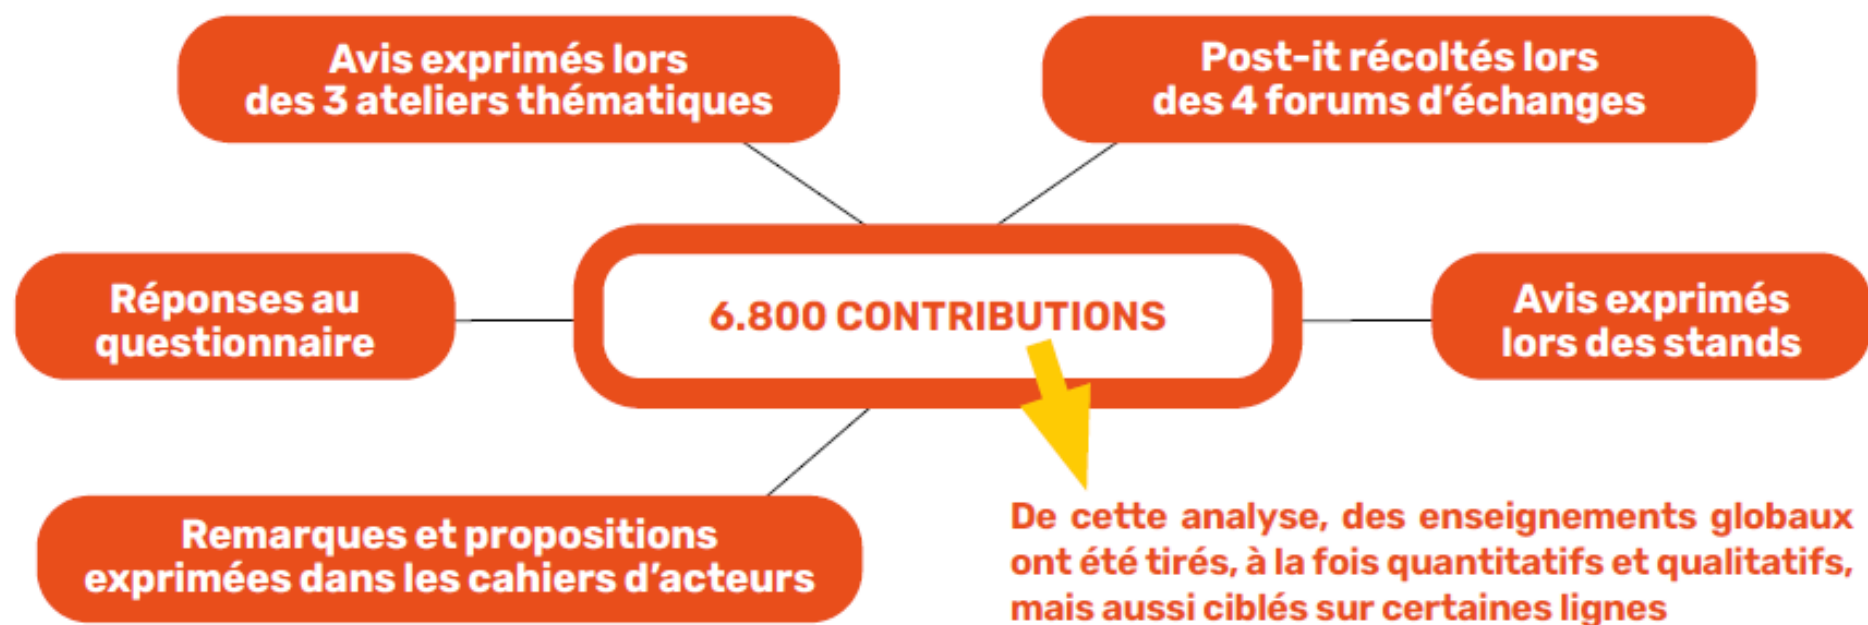 Avis exprimés lors
des 3 ateliers thématiques
Post-it récoltés lors
des 4 forums d'échanges
Réponses au
questionnaire
6.800 CONTRIBUTIONS
Avis exprimés
lors des stands
Remarques et propositions
exprimées dans les cahiers d'acteurs
De cette analyse, des enseignements globaux
ont été tirés, à la fois quantitatifs et qualitatifs,
mais aussi ciblés sur certaines lignes